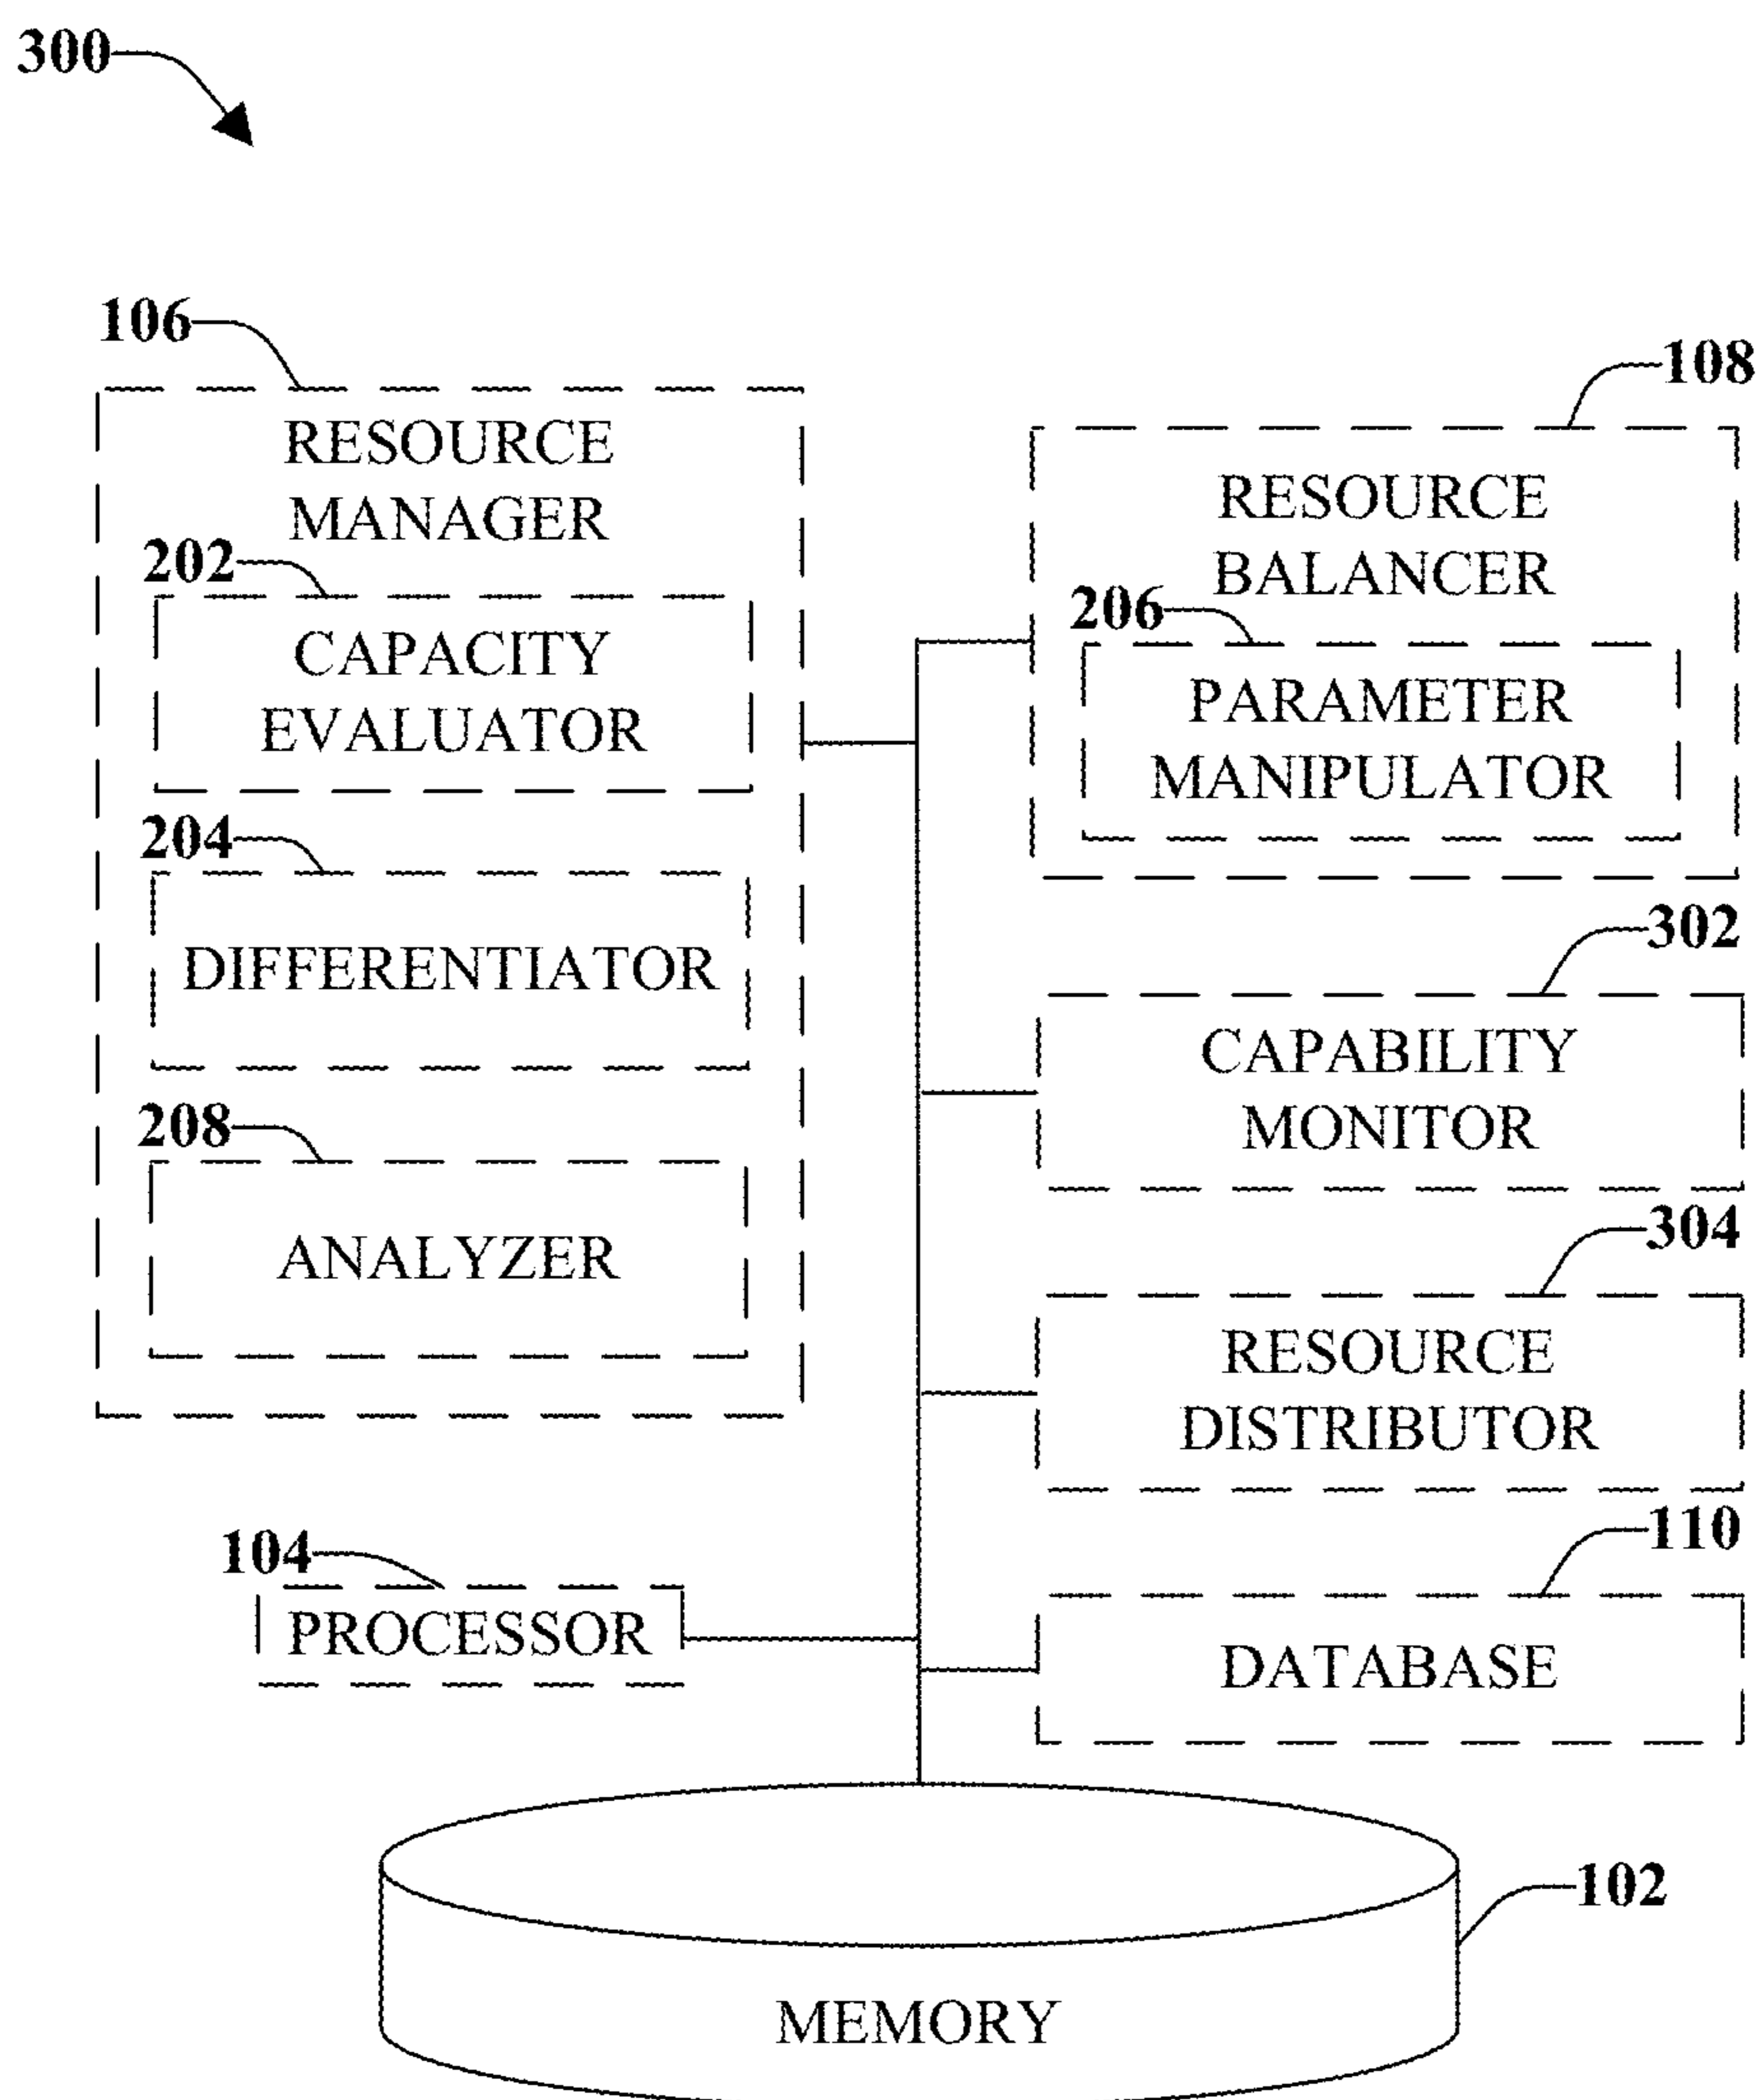 300
106
RESOURCE
MANAGER
202
CAPACITY
EVALUATOR
204
DIFFERENTIATOR
208
ANALYZER
108
RESOURCE
BALANCER
206
PARAMETER
MANIPULATOR
302
CAPABILITY
MONITOR
304
RESOURCE
DISTRIBUTOR
104
PROCESSOR
110
DATABASE
102
MEMORY